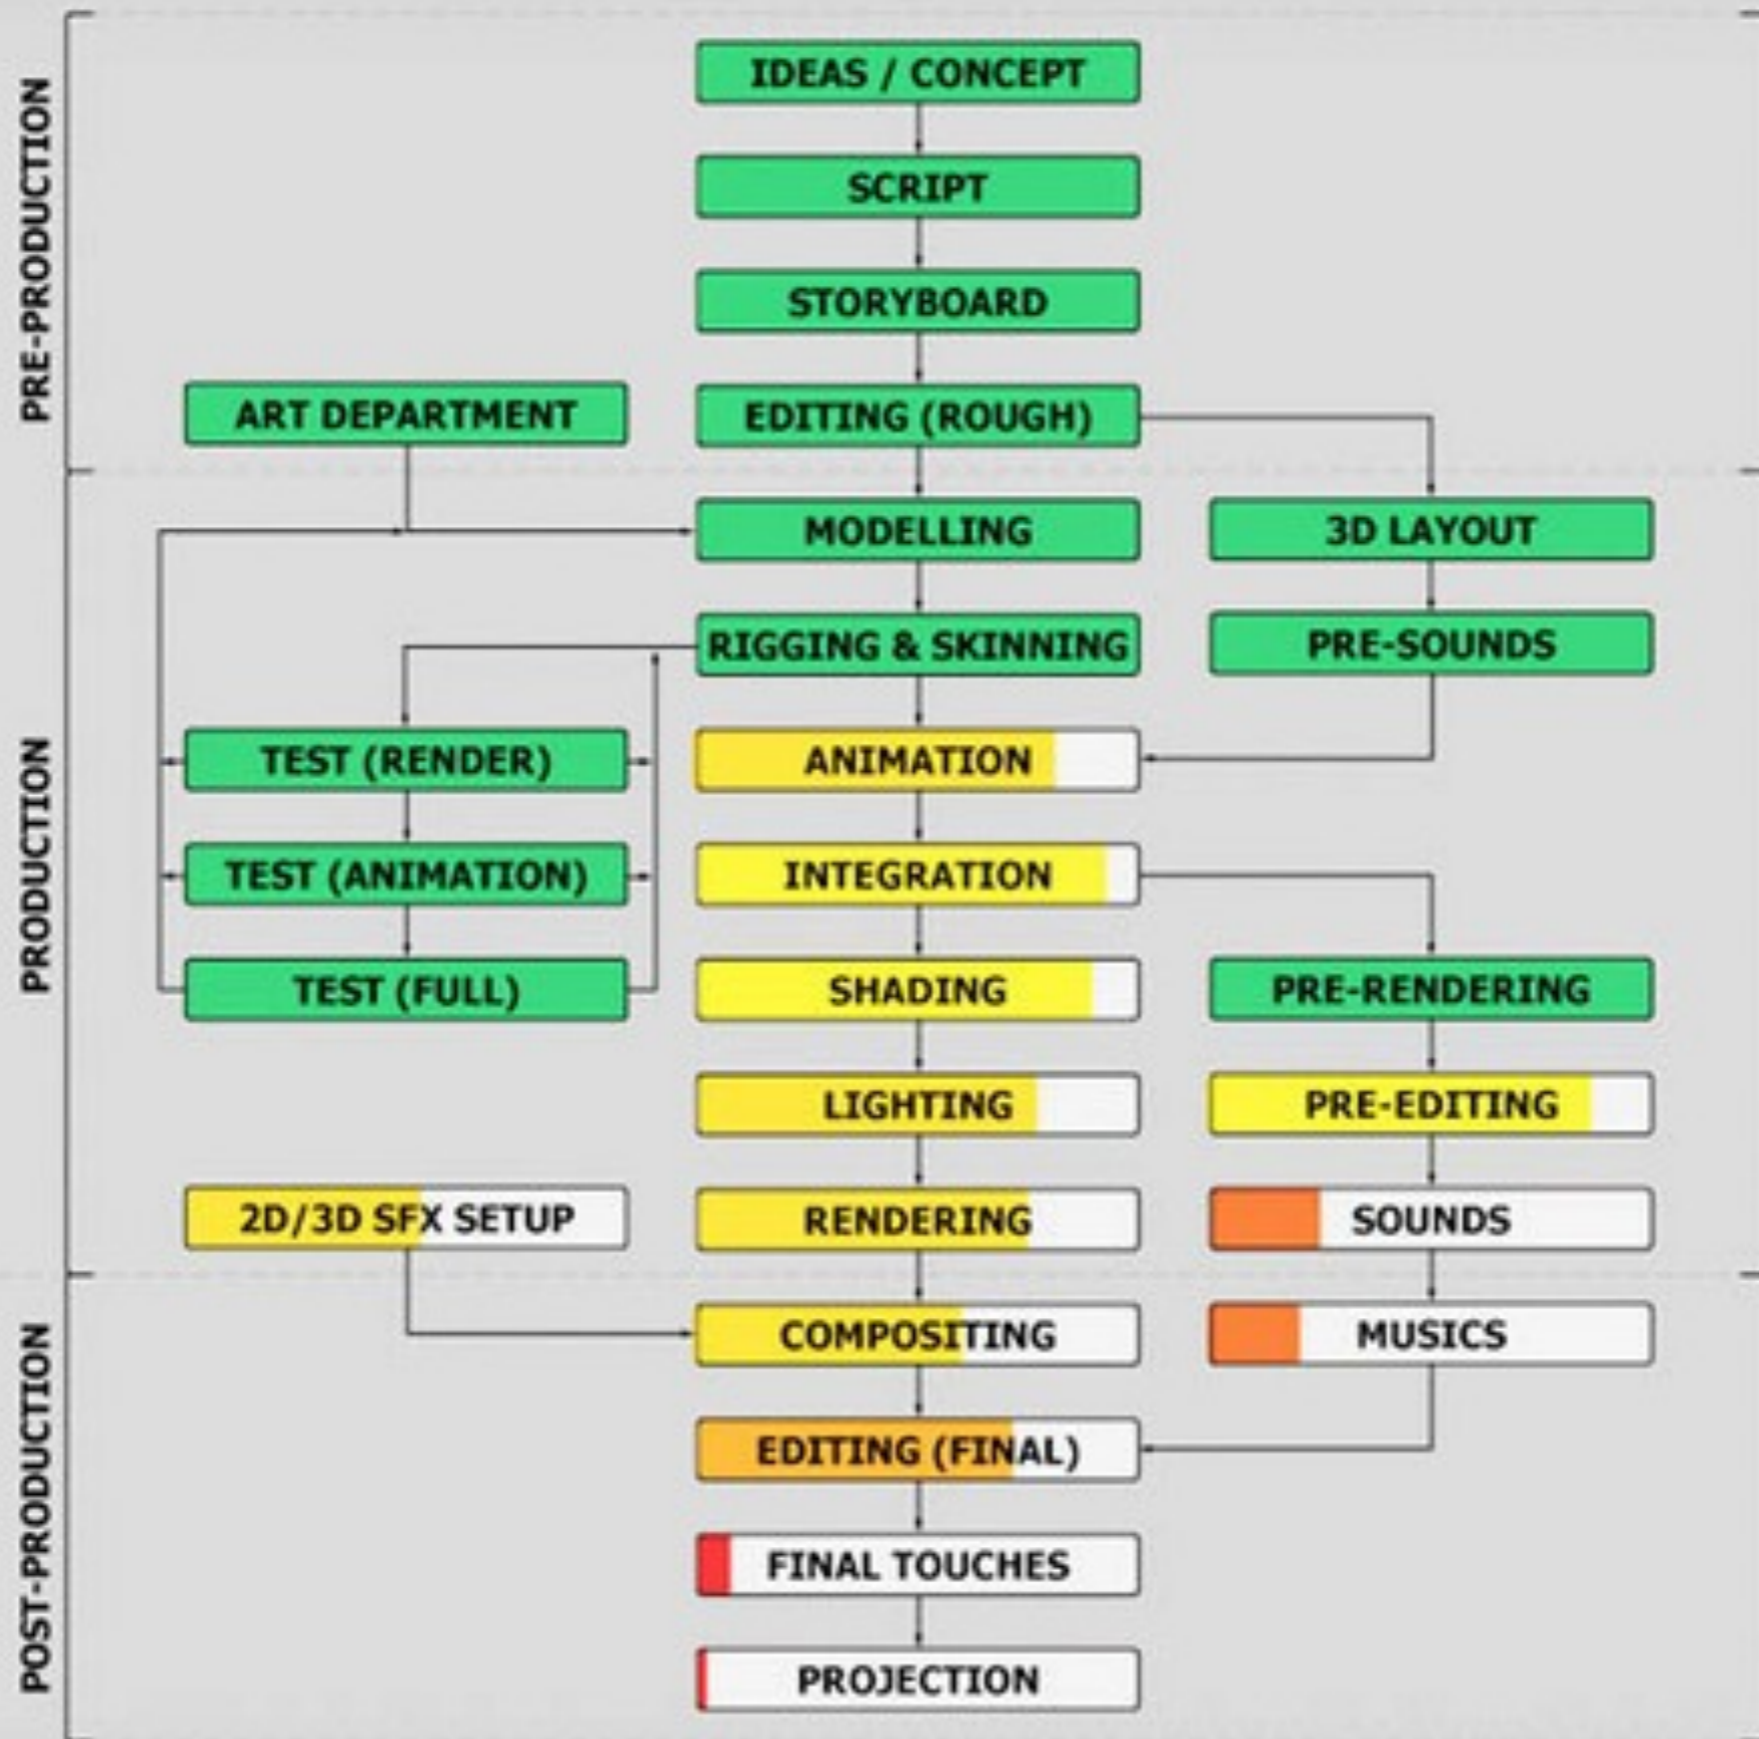 PRE-PRODUCTION
IDEAS / CONCEPT
SCRIPT
STORYBOARD
ART DEPARTMENT
EDITING (ROUGH)
PRODUCTION
MODELLING
3D LAYOUT
RIGGING & SKINNING
PRE-SOUNDS
TEST (RENDER)
ANIMATION
TEST (ANIMATION)
INTEGRATION
TEST (FULL)
SHADING
PRE-RENDERING
LIGHTING
PRE-EDITING
2D/3D SFX SETUP
RENDERING
SOUNDS
POST-PRODUCTION
COMPOSITING
MUSICS
EDITING (FINAL)
FINAL TOUCHES
PROJECTION